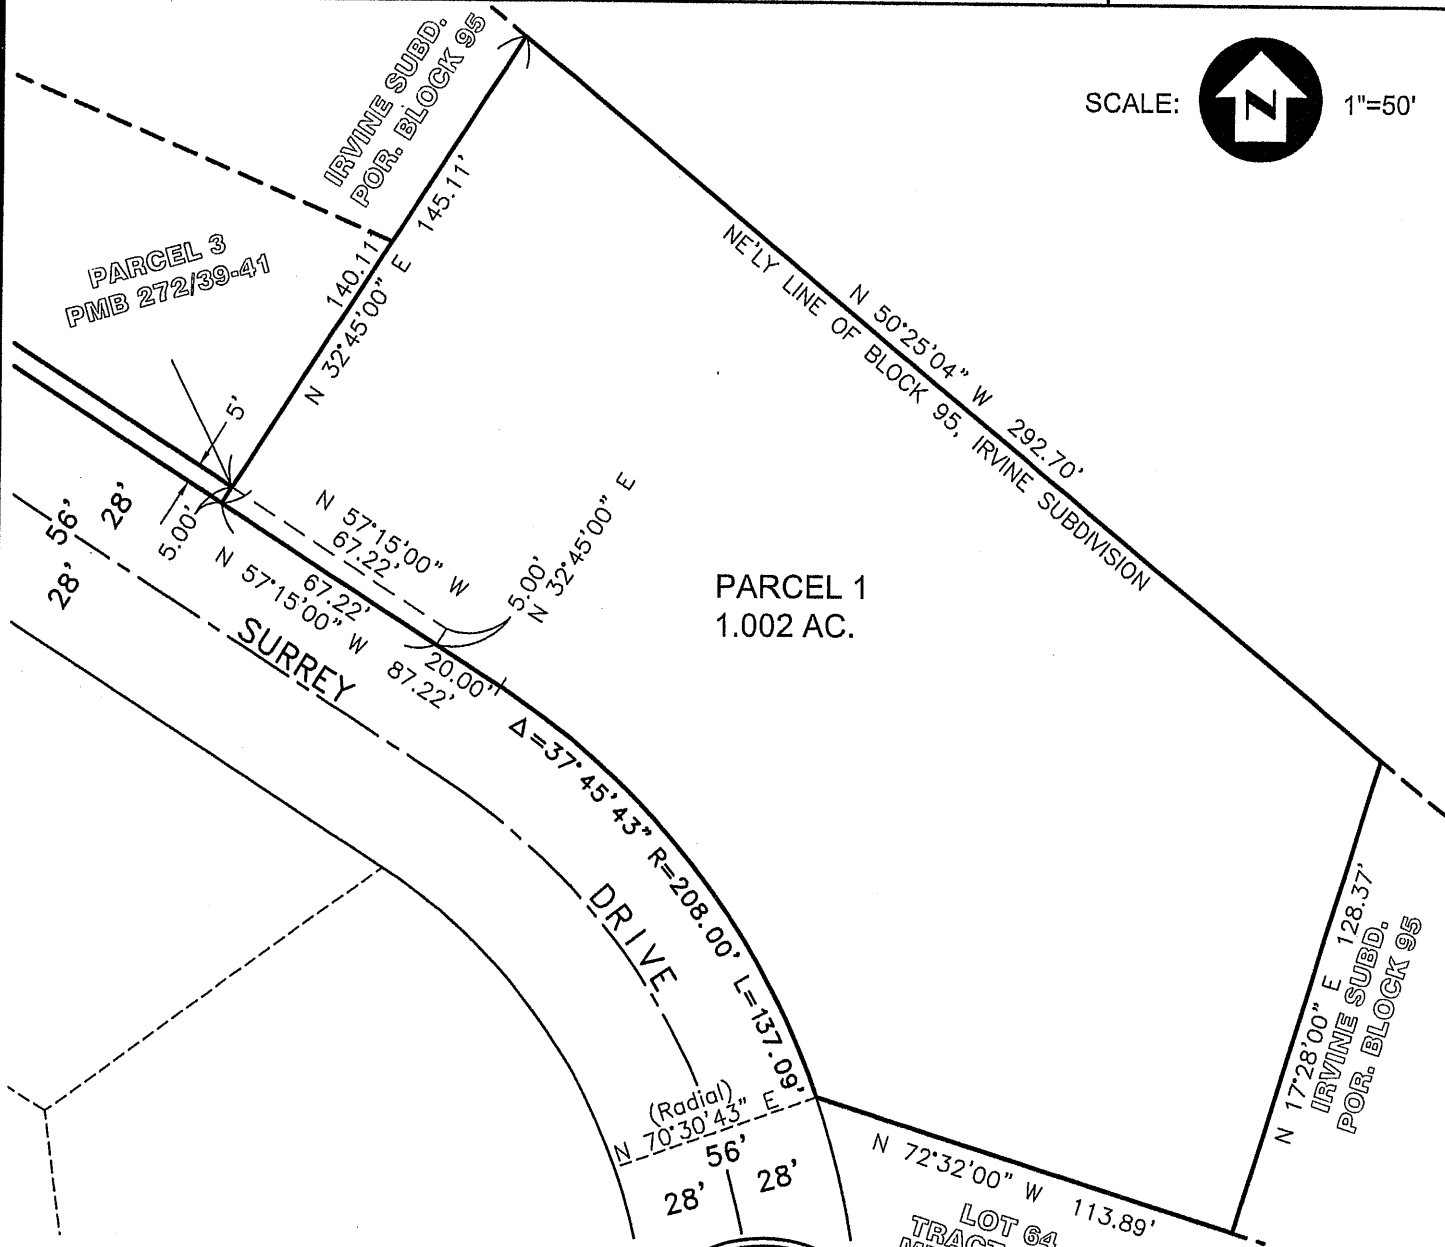 SCALE:
N
1"=50'
IRVINE SUBD.
POR. BLOCK 95
PARCEL 3
PMB 272/39-41
140.11'
N 32°45'00" E 145.11'
NE'LY LINE OF BLOCK 95, IRVINE SUBDIVISION
N 50°25'04" W 292.70'
5'
5.00'
56'
28'
28'
N 57°15'00" W
67.22'
5.00'
N 32°45'00" E
67.22'
N 57°15'00" W
20.00'
87.22'
PARCEL 1
1.002 AC.
SURREY
DRIVE
Δ=37°45'43" R=208.00' L=137.09'
(Radial)
N 70°30'43" E
56'
28'
28'
N 72°32'00" W 113.89'
N 17°28'00" E 128.37'
IRVINE SUBD.
POR. BLOCK 95
LOT 64
TRACT